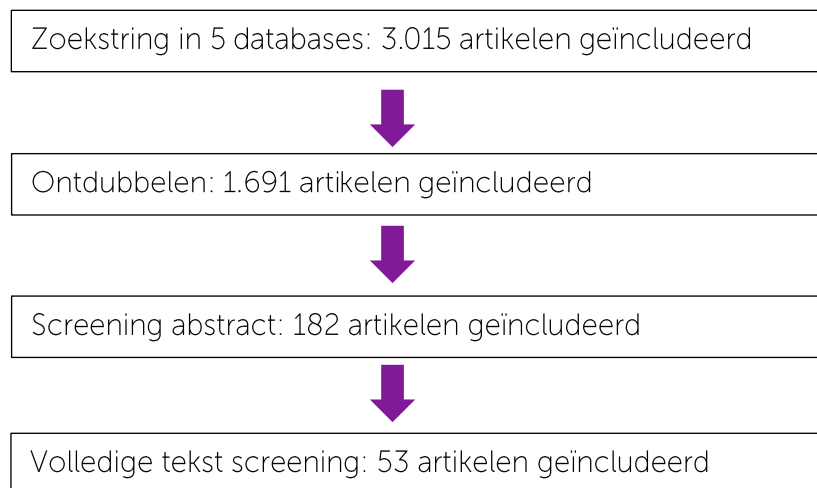 Zoekstring in 5 databases: 3.015 artikelen geïncludeerd
Ontdubbelen: 1.691 artikelen geïncludeerd
Screening abstract: 182 artikelen geïncludeerd
Volledige tekst screening: 53 artikelen geïncludeerd